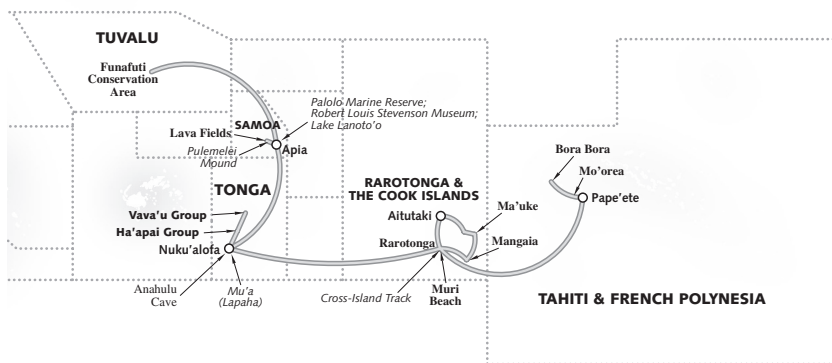 TUVALU
Funafuti
Conservation
Area
Palolo Marine Reserve;
Robert Louis Stevenson Museum;
Lake Lanoto'o
SAMOA
Lava Fields
Apia
Pulemelei
Mound
TONGA
Vava'u Group
Ha'apai Group
Nuku'alofa
Anahulu
Cave
Mu'a
(Lapaha)
RAROTONGA &
THE COOK ISLANDS
Aitutaki
Ma'uke
Rarotonga
Mangaia
Cross-Island Track
Muri
Beach
Bora Bora
Mo'orea
Pape'ete
TAHITI & FRENCH POLYNESIA